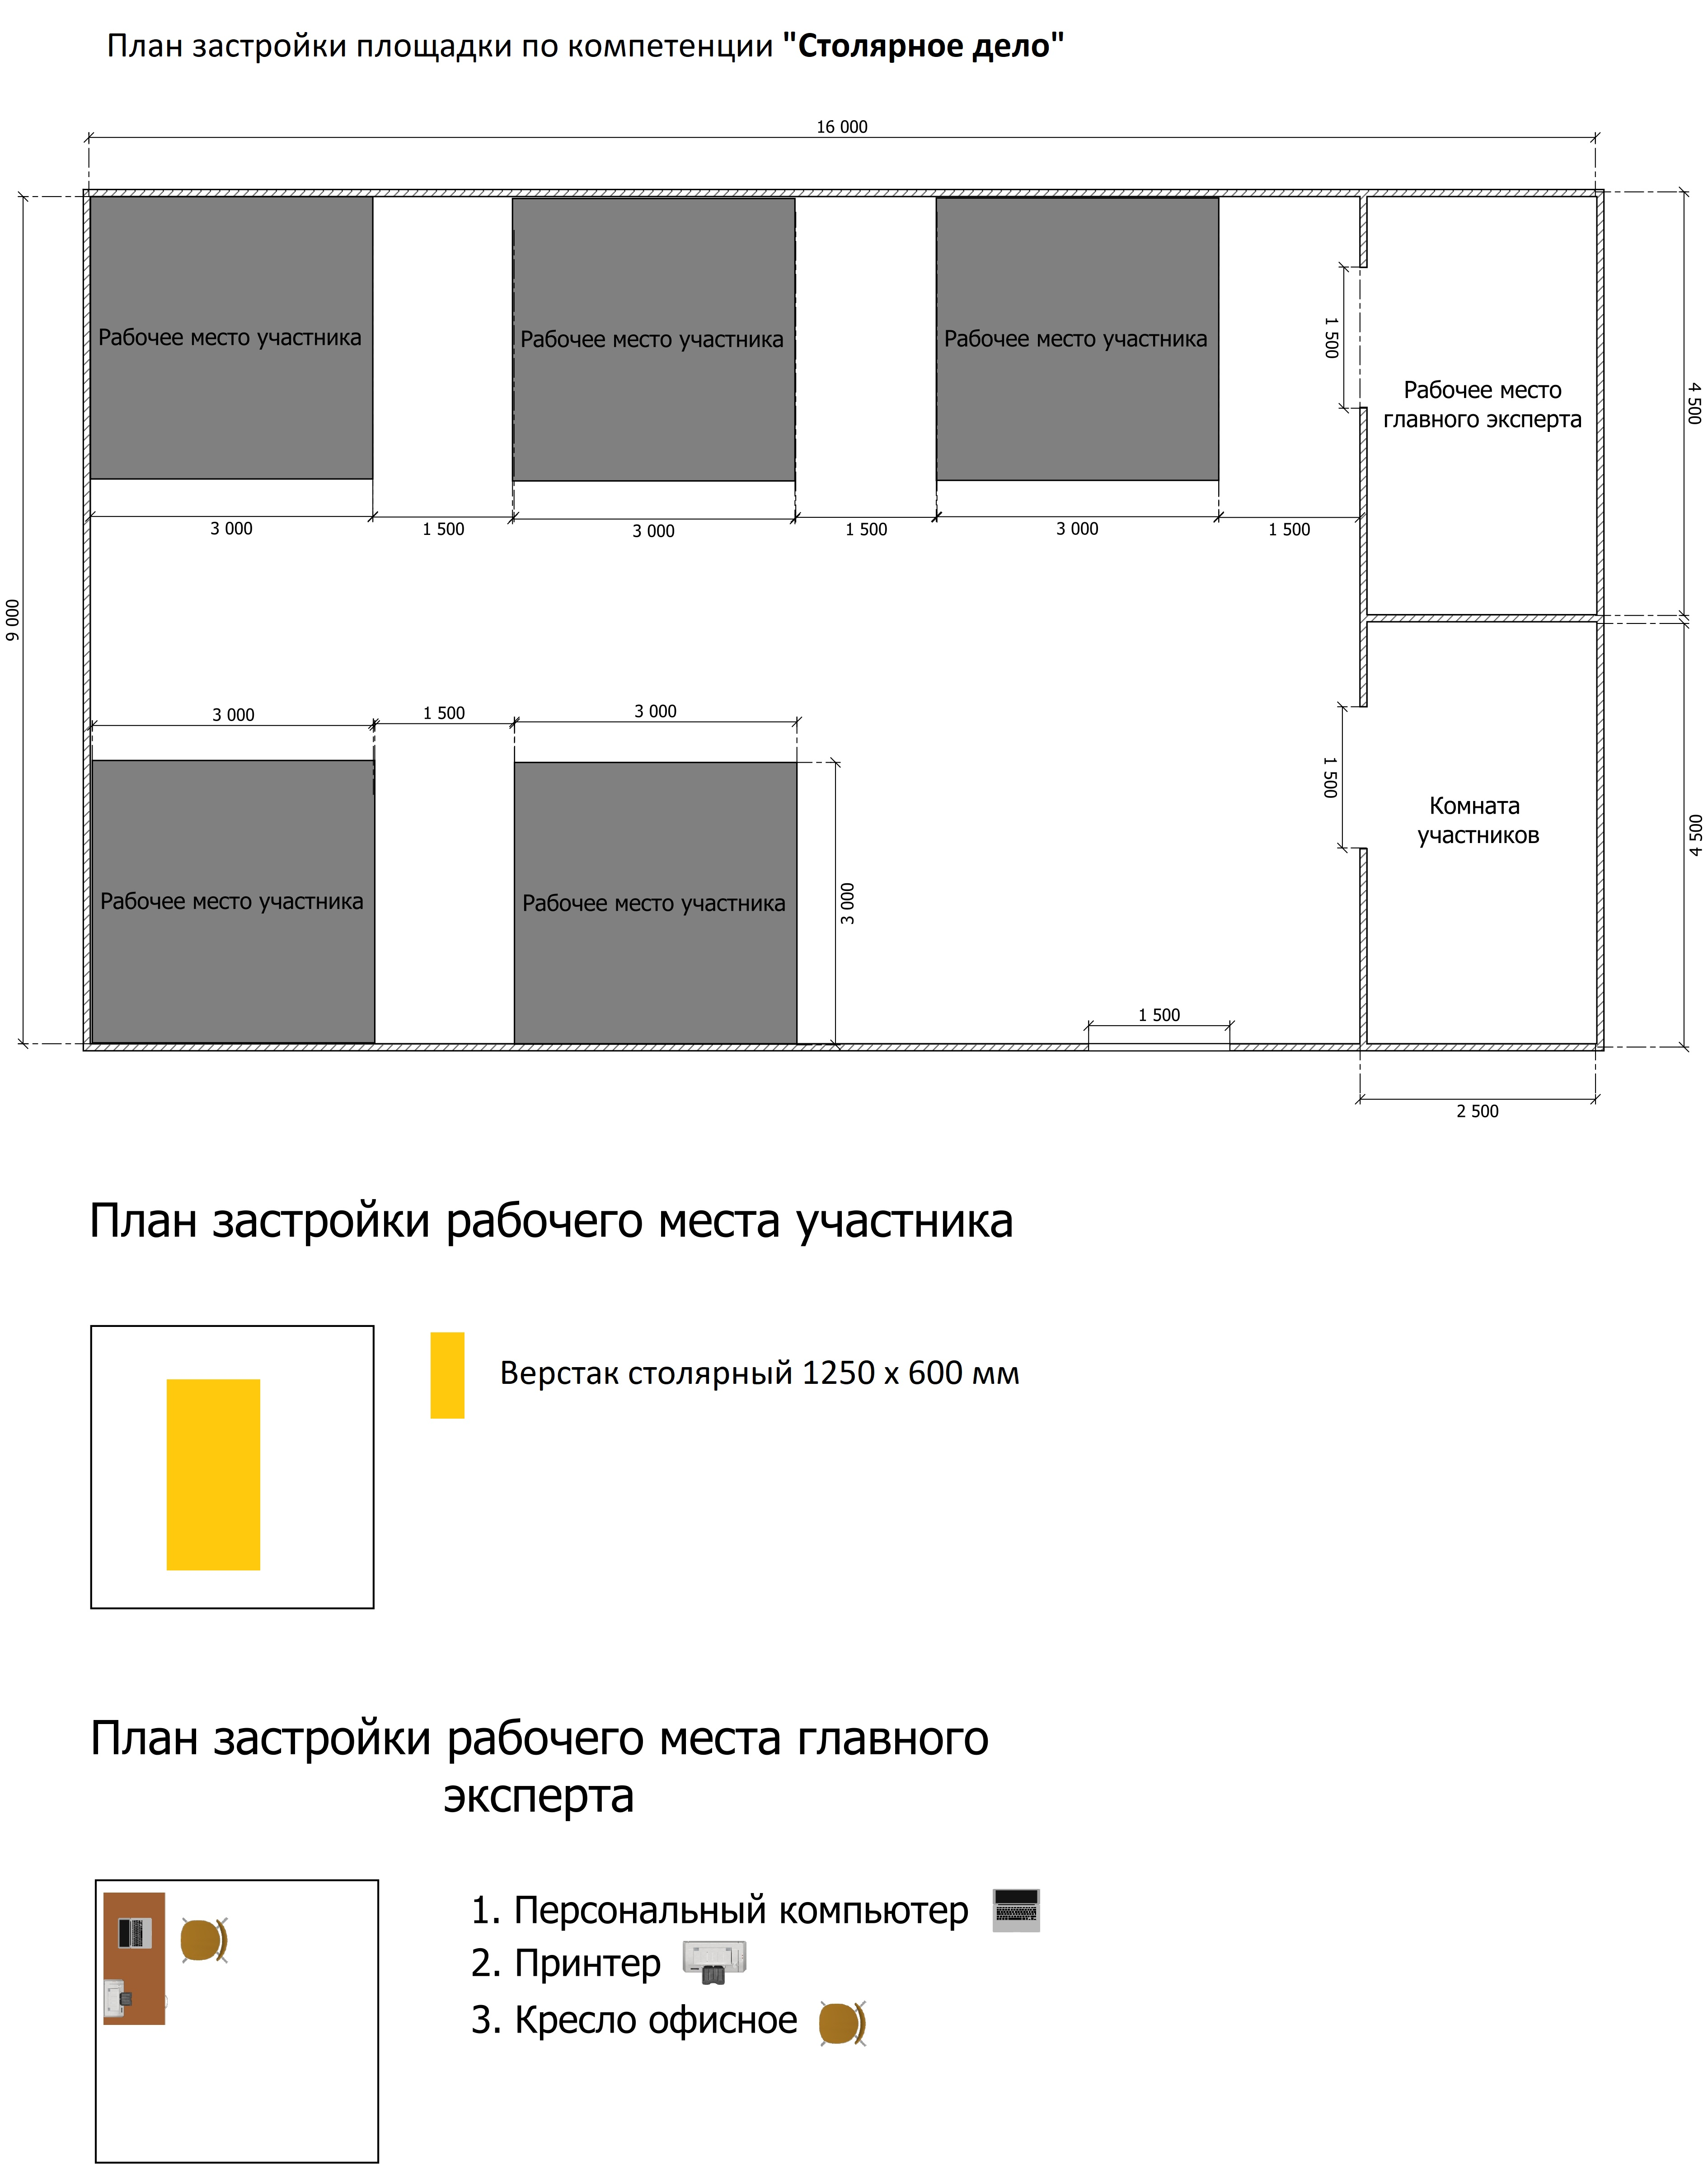 План застройки площадки по компетенции "Столярное дело"
16 000
Рабочее место участника
Рабочее место участника
Рабочее место участника
1 500
Рабочее место
главного эксперта
4 500
3 000
1 500
3 000
1 500
3 000
1 500
9 000
3 000
1 500
3 000
1 500
Комната
участников
4 500
Рабочее место участника
Рабочее место участника
3 000
1 500
2 500
План застройки рабочего места участника
Верстак столярный 1250 х 600 мм
План застройки рабочего места главного
эксперта
1. Персональный компьютер
2. Принтер
3. Кресло офисное